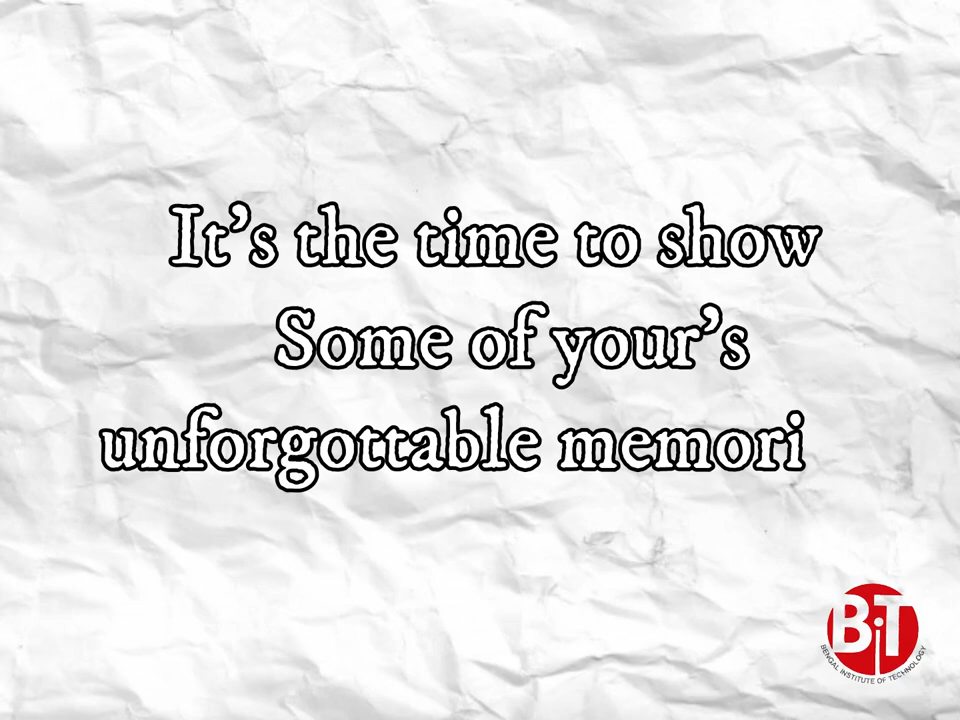 It's the time to show
Some of your's
unforgottable memori
BiT
BENGAL INSTITUTE OF TECHNOLOGY